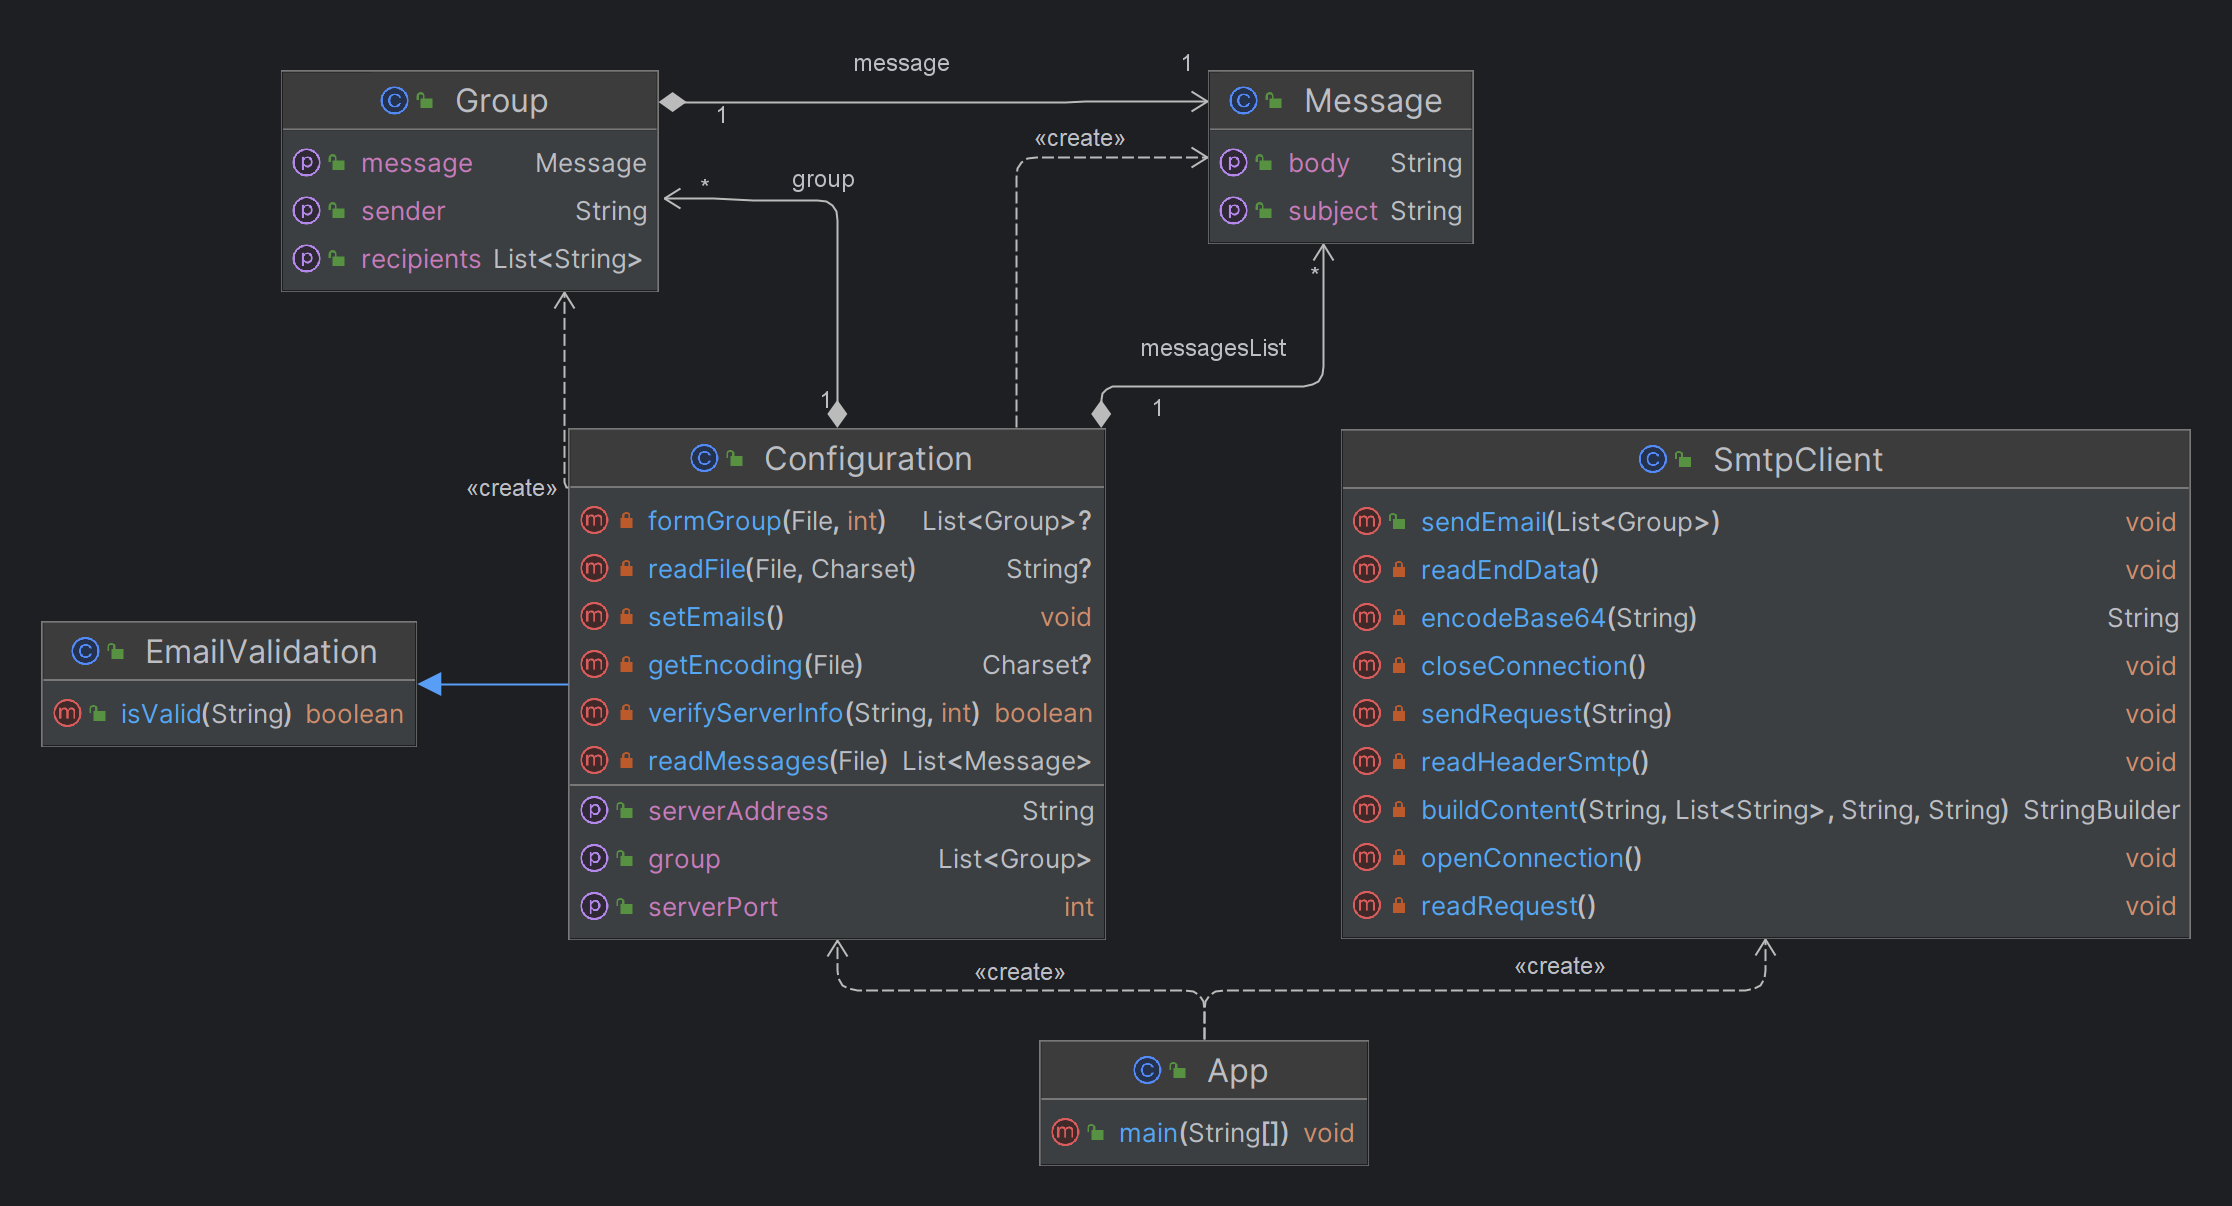 message
1
1
Group
message Message
sender String
recipients List<String>
Message
body String
subject String
«create»
* group
*
messagesList
1
1
«create»
Configuration
formGroup(File, int) List<Group>?
readFile(File, Charset) String?
setEmails() void
getEncoding(File) Charset?
verifyServerInfo(String, int) boolean
readMessages(File) List<Message>
serverAddress String
group List<Group>
serverPort int
SmtpClient
sendEmail(List<Group>) void
readEndData() void
encodeBase64(String) String
closeConnection() void
sendRequest(String) void
readHeaderSmtp() void
buildContent(String, List<String>, String, String) StringBuilder
openConnection() void
readRequest() void
EmailValidation
isValid(String) boolean
«create»
«create»
App
main(String[]) void